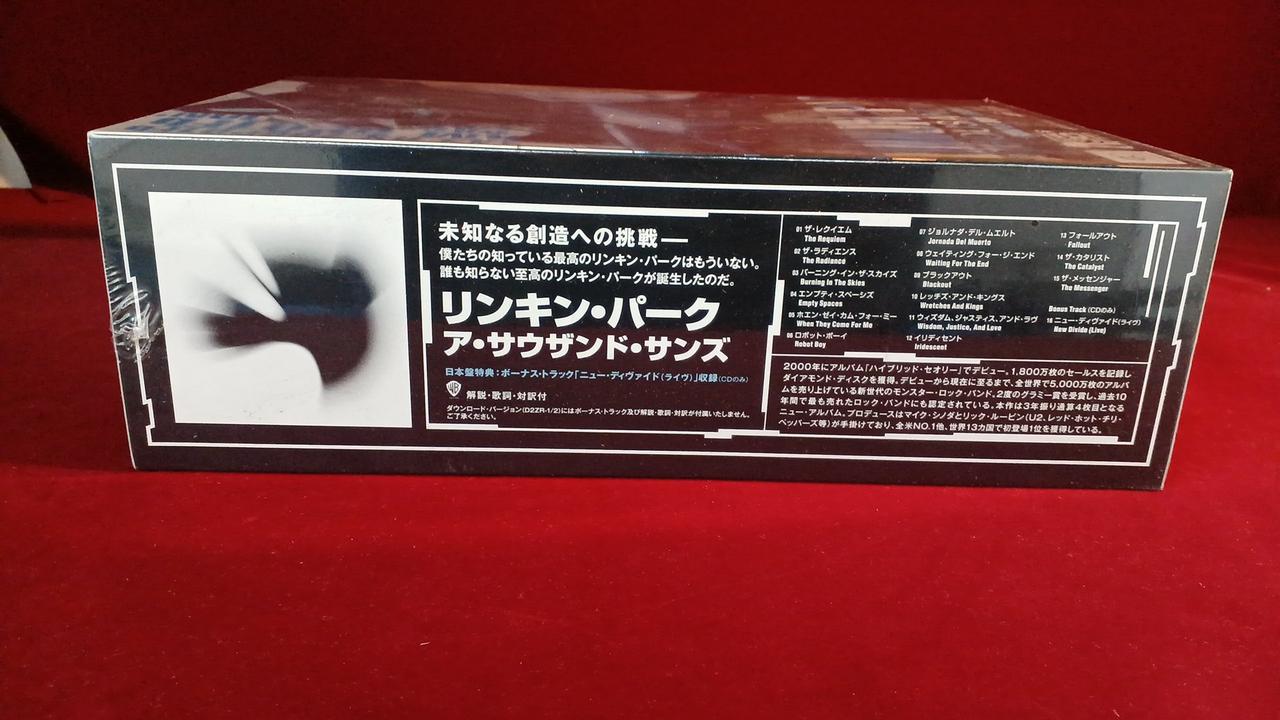 未知なる創造への挑戦—
僕たちの知っている最高のリンキン・パークはもういない。
誰も知らない至高のリンキン・パークが誕生したのだ。
リンキン・パーク
ア・サウザンド・サンズ
日本盤特典：ボーナス・トラック「ニュー・ディヴァイド(ライヴ)」収録(CDのみ)
解説・歌詞・対訳付
ダウンロード・バージョン(D2ZR-1/2)にはボーナス・トラック及び解説・歌詞・対訳が付属いたしません。
ご了承ください。
01 ザ・レクイエム
The Requiem
02 ザ・ラディエンス
The Radiance
03 バーニング・イン・ザ・スカイズ
Burning In The Skies
04 エンプティ・スペーシズ
Empty Spaces
05 ホエン・ゼイ・カム・フォー・ミー
When They Come For Me
06 ロボット・ボーイ
Robot Boy
07 ジョルナダ・デル・ムエルト
Jornada Del Muerto
08 ウェイティング・フォー・ジ・エンド
Waiting For The End
09 ブラックアウト
Blackout
10 レッチズ・アンド・キングス
Wretches And Kings
11 ウィズダム、ジャスティス、アンド・ラヴ
Wisdom, Justice, And Love
12 イリディセント
Iridescent
13 フォールアウト
Fallout
14 ザ・カタリスト
The Catalyst
15 ザ・メッセンジャー
The Messenger
Bonus Track (CDのみ)
16 ニュー・ディヴァイド(ライヴ)
New Divide (Live)
2000年にアルバム「ハイブリッド・セオリー」でデビュー、1,800万枚のセールスを記録し
ダイアモンド・ディスクを獲得。デビューから現在に至るまで、全世界で5,000万枚のアルバ
ムを売り上げている新世代のモンスター・ロック・バンド。2度のグラミー賞を受賞し、過去10
年間で最も売れたロック・バンドにも認定されている。本作は3年振り通算4枚目となる
ニュー・アルバム。プロデュースはマイク・シノダとリック・ルービン(U2、レッド・ホット・チリ・
ペッパーズ等)が手掛けており、全米NO.1他、世界13カ国で初登場1位を獲得している。